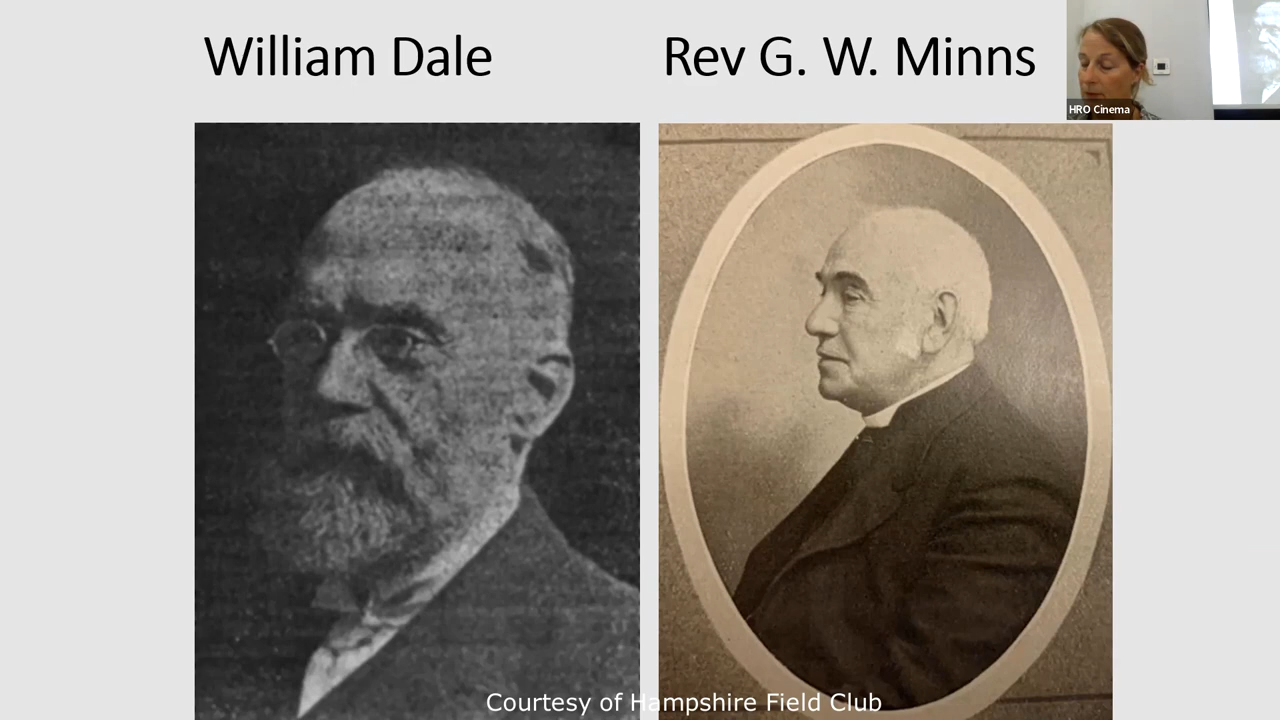 William Dale
Rev G. W. Minns
HRO Cinema
Courtesy of Hampshire Field Club